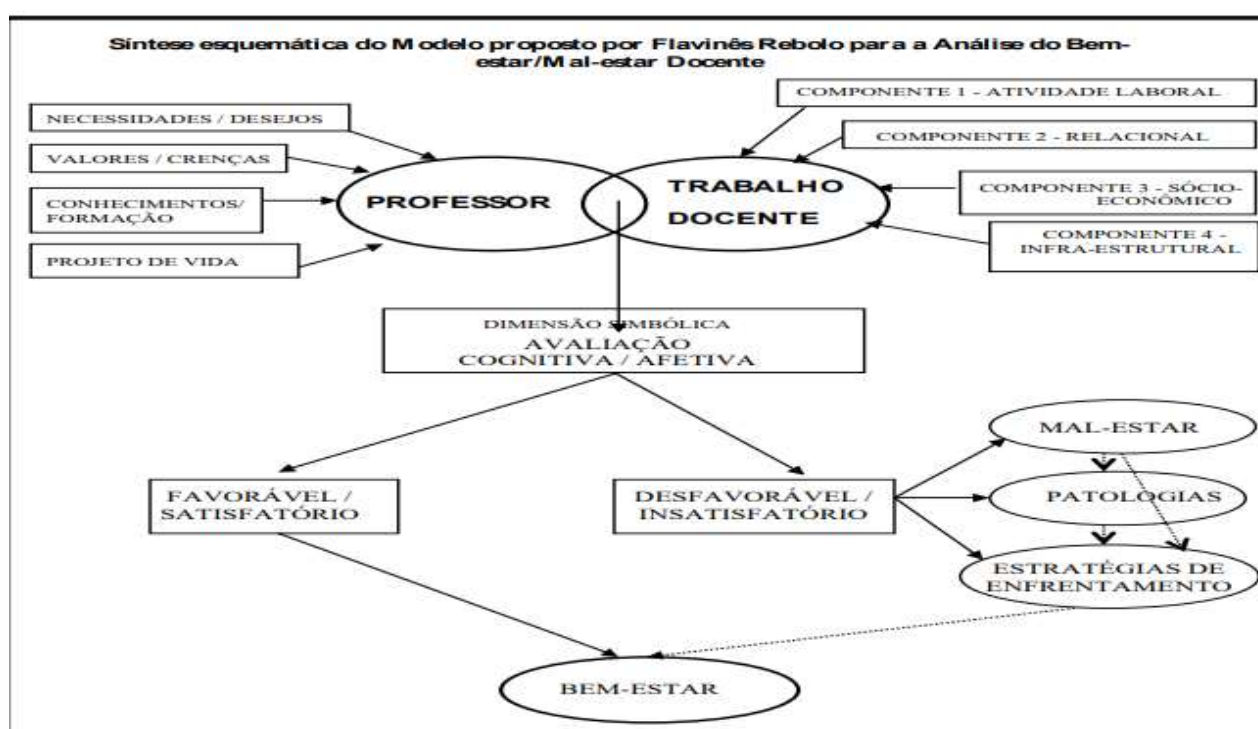 Síntese esquemática do Modelo proposto por Flavinês Rebolo para a Análise do Bem-
estar/Mal-estar Docente
NECESSIDADES / DESEJOS
VALORES / CRENÇAS
CONHECIMENTOS/
FORMAÇÃO
PROJETO DE VIDA
PROFESSOR
TRABALHO
DOCENTE
COMPONENTE 1 - ATIVIDADE LABORAL
COMPONENTE 2 - RELACIONAL
COMPONENTE 3 - SÓCIO-
ECONÔMICO
COMPONENTE 4 -
INFRA-ESTRUTURAL
DIMENSÃO SIMBÓLICA
AVALIAÇÃO
COGNITIVA / AFETIVA
FAVORÁVEL /
SATISFATÓRIO
DESFAVORÁVEL /
INSATISFATÓRIO
MAL-ESTAR
PATOLOGIAS
ESTRATÉGIAS DE
ENFRENTAMENTO
BEM-ESTAR